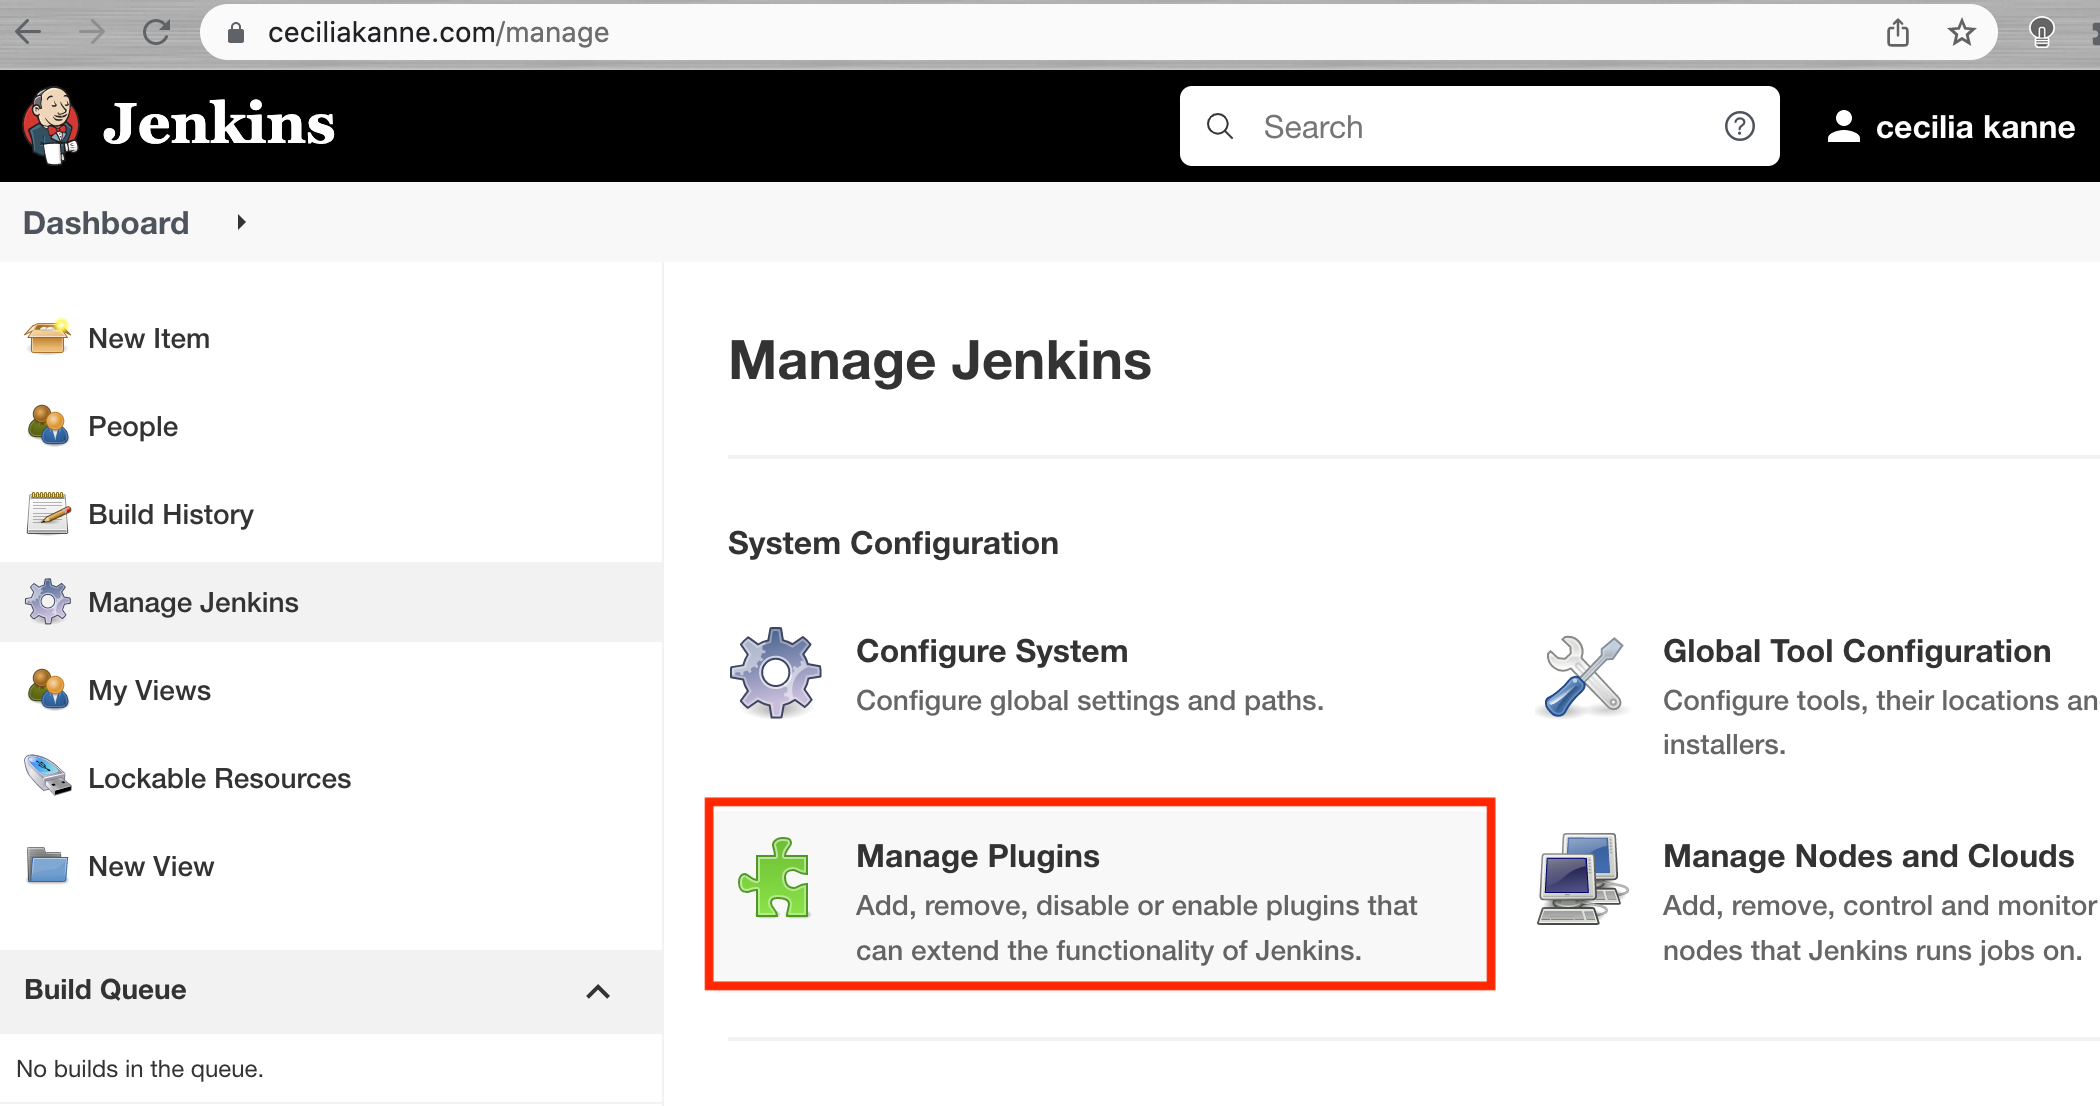 ceciliakanne.com/manage
Jenkins
Search
cecilia kanne
Dashboard
New Item
People
Build History
Manage Jenkins
My Views
Lockable Resources
New View
Build Queue
No builds in the queue.
Manage Jenkins
System Configuration
Configure System
Configure global settings and paths.
Global Tool Configuration
Configure tools, their locations an
installers.
Manage Plugins
Add, remove, disable or enable plugins that
can extend the functionality of Jenkins.
Manage Nodes and Clouds
Add, remove, control and monitor
nodes that Jenkins runs jobs on.